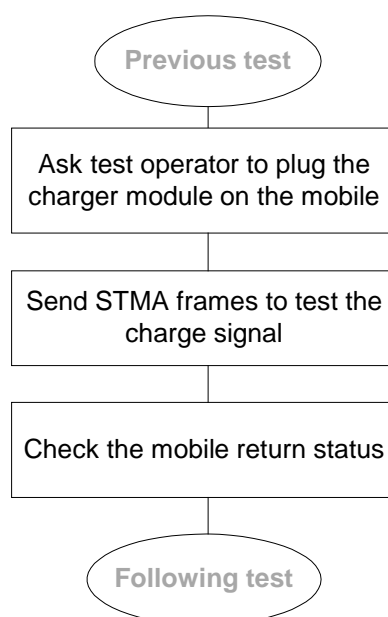 Previous test
Ask test operator to plug the
charger module on the mobile
Send STMA frames to test the
charge signal
Check the mobile return status
Following test